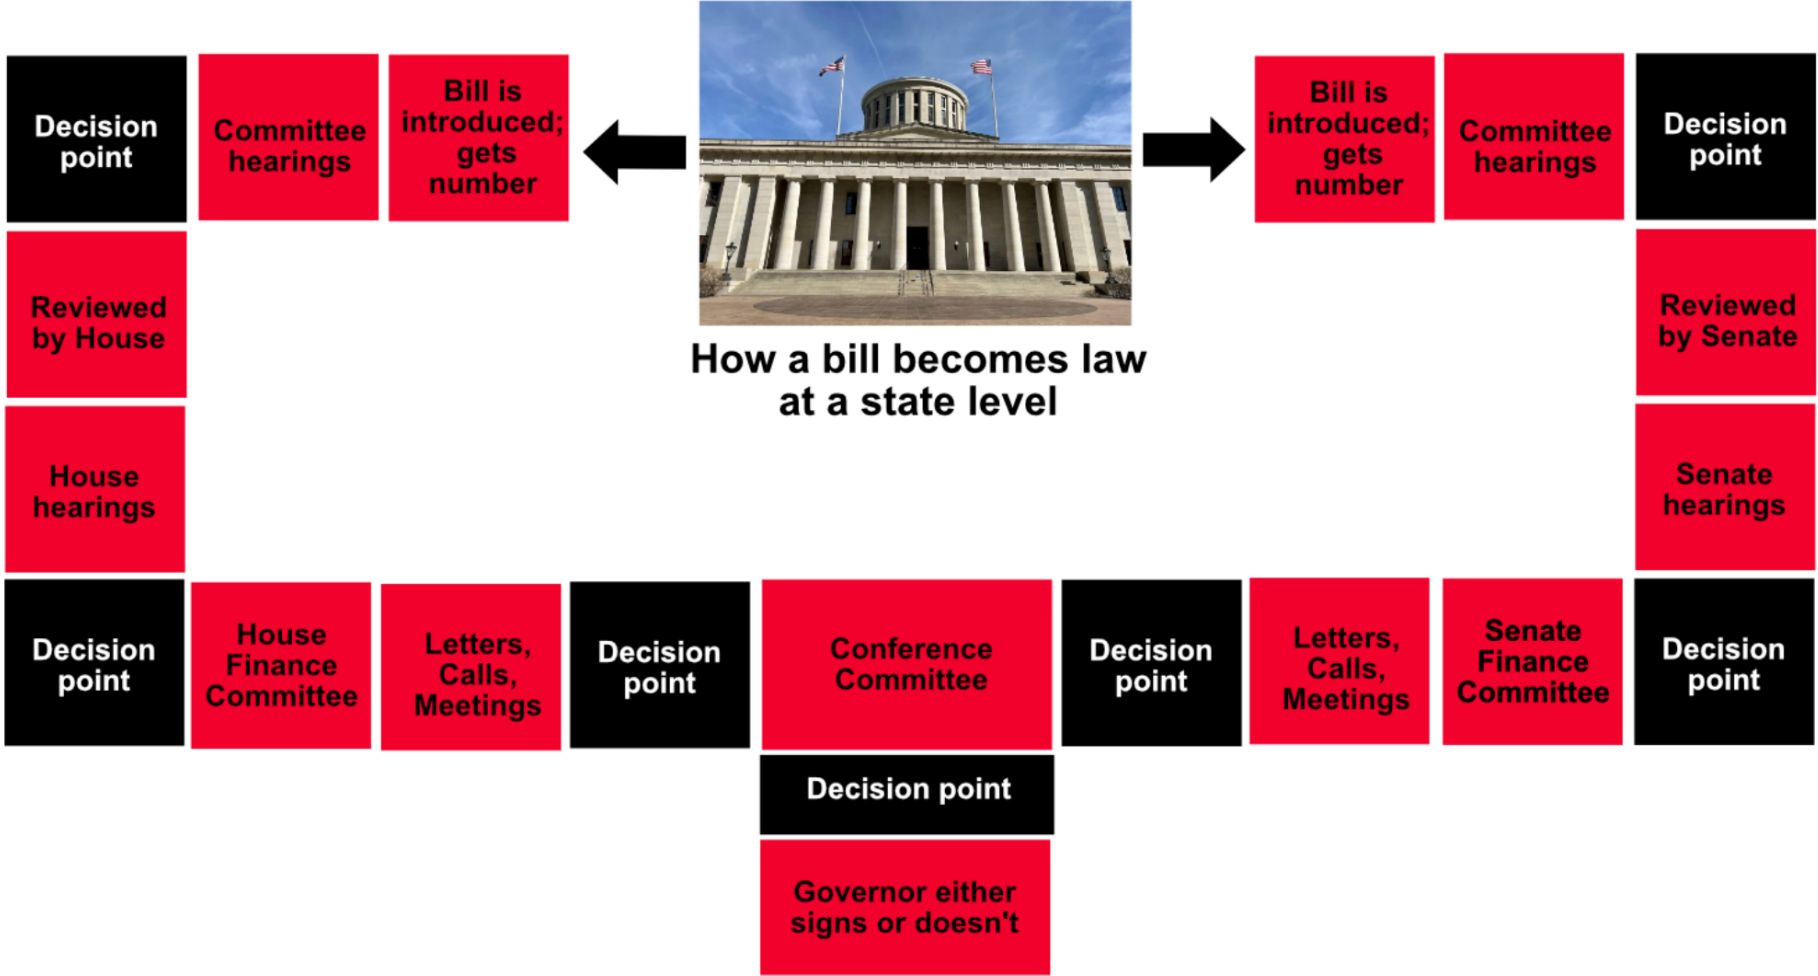 Decision
point
Committee
hearings
Bill is
introduced;
gets
number
Bill is
introduced;
gets
number
Committee
hearings
Decision
point
Reviewed
by House
How a bill becomes law
at a state level
Reviewed
by Senate
House
hearings
Senate
hearings
Decision
point
House
Finance
Committee
Letters,
Calls,
Meetings
Decision
point
Conference
Committee
Decision
point
Letters,
Calls,
Meetings
Senate
Finance
Committee
Decision
point
Decision point
Governor either
signs or doesn't